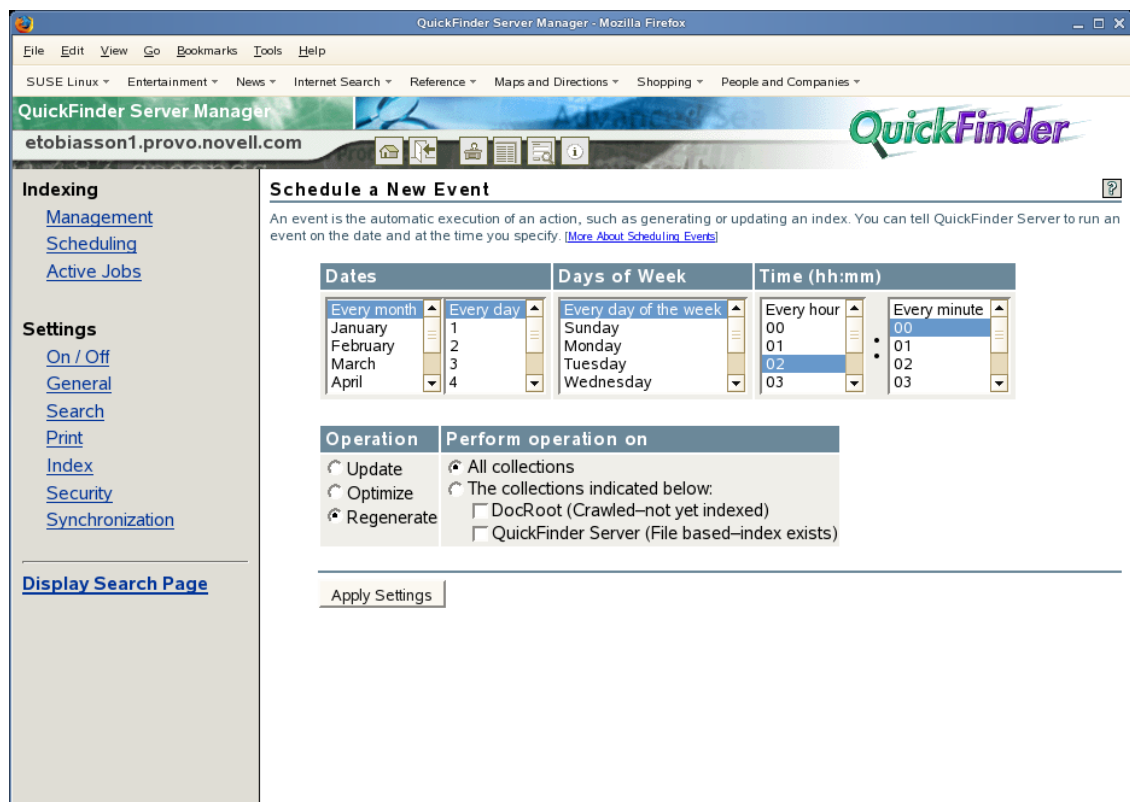 QuickFinder Server Manager - Mozilla Firefox
File Edit View Go Bookmarks Tools Help
SUSE Linux Entertainment News Internet Search Reference Maps and Directions Shopping People and Companies
QuickFinder Server Manager
etobiasson1.provo.novell.com
QuickFinder
Indexing
Management
Scheduling
Active Jobs
Settings
On / Off
General
Search
Print
Index
Security
Synchronization
Display Search Page
Schedule a New Event
?
An event is the automatic execution of an action, such as generating or updating an index. You can tell QuickFinder Server to run an
event on the date and at the time you specify. [More About Scheduling Events]
Dates Days of Week Time (hh:mm)
Every month Every day Every day of the week Every hour : Every minute
January 1 Sunday 00 00
February 2 Monday 01 01
March 3 Tuesday 02 02
April 4 Wednesday 03 03
Operation Perform operation on
Update All collections
Optimize The collections indicated below:
Regenerate DocRoot (Crawled–not yet indexed)
QuickFinder Server (File based–index exists)
Apply Settings